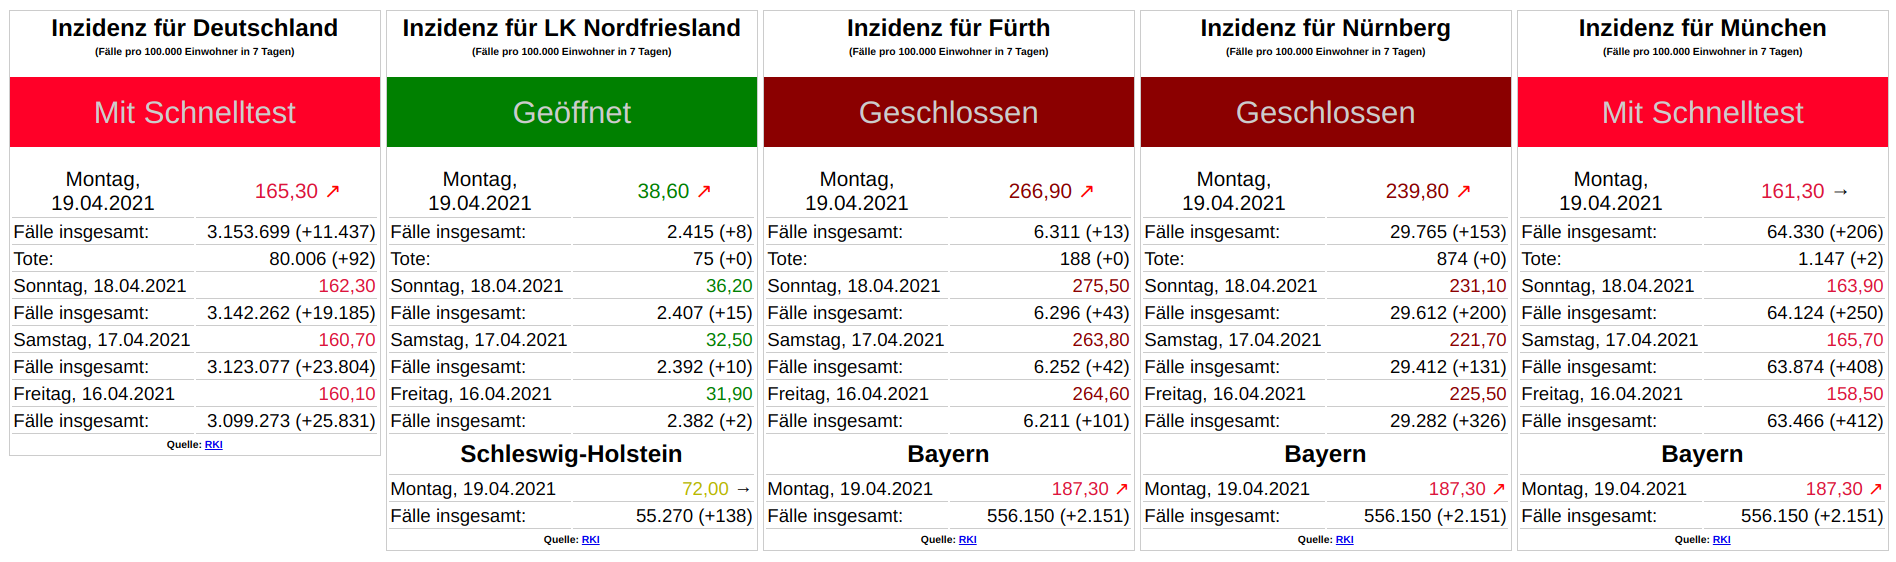 Inzidenz für Deutschland
(Fälle pro 100.000 Einwohner in 7 Tagen)
Mit Schnelltest
Montag,
19.04.2021
165,30 ↗
Fälle insgesamt: 3.153.699 (+11.437)
Tote: 80.006 (+92)
Sonntag, 18.04.2021 162,30
Fälle insgesamt: 3.142.262 (+19.185)
Samstag, 17.04.2021 160,70
Fälle insgesamt: 3.123.077 (+23.804)
Freitag, 16.04.2021 160,10
Fälle insgesamt: 3.099.273 (+25.831)
Quelle: RKI
Inzidenz für LK Nordfriesland
(Fälle pro 100.000 Einwohner in 7 Tagen)
Geöffnet
Montag,
19.04.2021
38,60 ↗
Fälle insgesamt: 2.415 (+8)
Tote: 75 (+0)
Sonntag, 18.04.2021 36,20
Fälle insgesamt: 2.407 (+15)
Samstag, 17.04.2021 32,50
Fälle insgesamt: 2.392 (+10)
Freitag, 16.04.2021 31,90
Fälle insgesamt: 2.382 (+2)
Schleswig-Holstein
Montag, 19.04.2021 72,00 →
Fälle insgesamt: 55.270 (+138)
Quelle: RKI
Inzidenz für Fürth
(Fälle pro 100.000 Einwohner in 7 Tagen)
Geschlossen
Montag,
19.04.2021
266,90 ↗
Fälle insgesamt: 6.311 (+13)
Tote: 188 (+0)
Sonntag, 18.04.2021 275,50
Fälle insgesamt: 6.296 (+43)
Samstag, 17.04.2021 263,80
Fälle insgesamt: 6.252 (+42)
Freitag, 16.04.2021 264,60
Fälle insgesamt: 6.211 (+101)
Bayern
Montag, 19.04.2021 187,30 ↗
Fälle insgesamt: 556.150 (+2.151)
Quelle: RKI
Inzidenz für Nürnberg
(Fälle pro 100.000 Einwohner in 7 Tagen)
Geschlossen
Montag,
19.04.2021
239,80 ↗
Fälle insgesamt: 29.765 (+153)
Tote: 874 (+0)
Sonntag, 18.04.2021 231,10
Fälle insgesamt: 29.612 (+200)
Samstag, 17.04.2021 221,70
Fälle insgesamt: 29.412 (+131)
Freitag, 16.04.2021 225,50
Fälle insgesamt: 29.282 (+326)
Bayern
Montag, 19.04.2021 187,30 ↗
Fälle insgesamt: 556.150 (+2.151)
Quelle: RKI
Inzidenz für München
(Fälle pro 100.000 Einwohner in 7 Tagen)
Mit Schnelltest
Montag,
19.04.2021
161,30 →
Fälle insgesamt: 64.330 (+206)
Tote: 1.147 (+2)
Sonntag, 18.04.2021 163,90
Fälle insgesamt: 64.124 (+250)
Samstag, 17.04.2021 165,70
Fälle insgesamt: 63.874 (+408)
Freitag, 16.04.2021 158,50
Fälle insgesamt: 63.466 (+412)
Bayern
Montag, 19.04.2021 187,30 ↗
Fälle insgesamt: 556.150 (+2.151)
Quelle: RKI